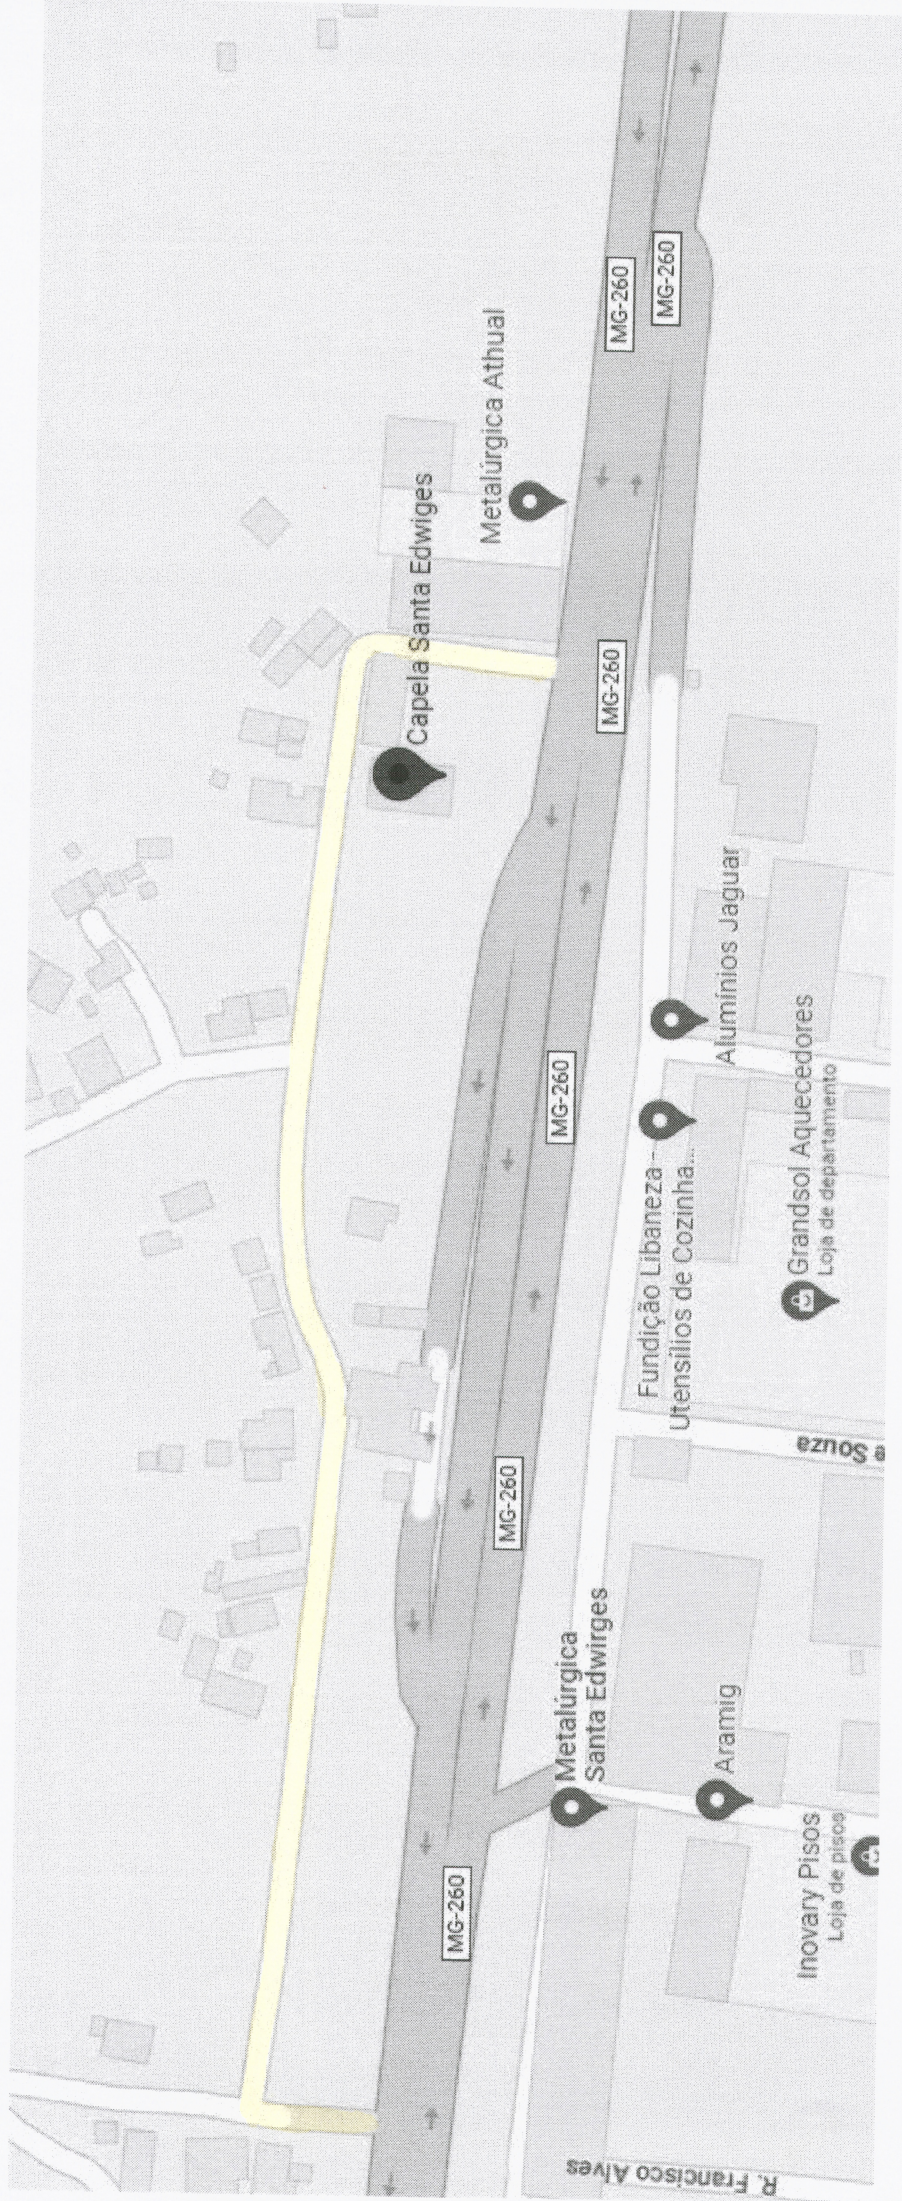 MG-260
MG-260
Metalúrgica Athual
Capela Santa Edwiges
MG-260
Alumínios Jaguar
MG-260
Grandsol Aquecedores
Loja de departamento
Fundição Libaneza -
Utensílios de Cozinha...
e Souza
MG-260
Metalúrgica
Santa Edwirges
Aramig
Inovary Pisos
Loja de pisos
MG-260
R. Francisco Alves